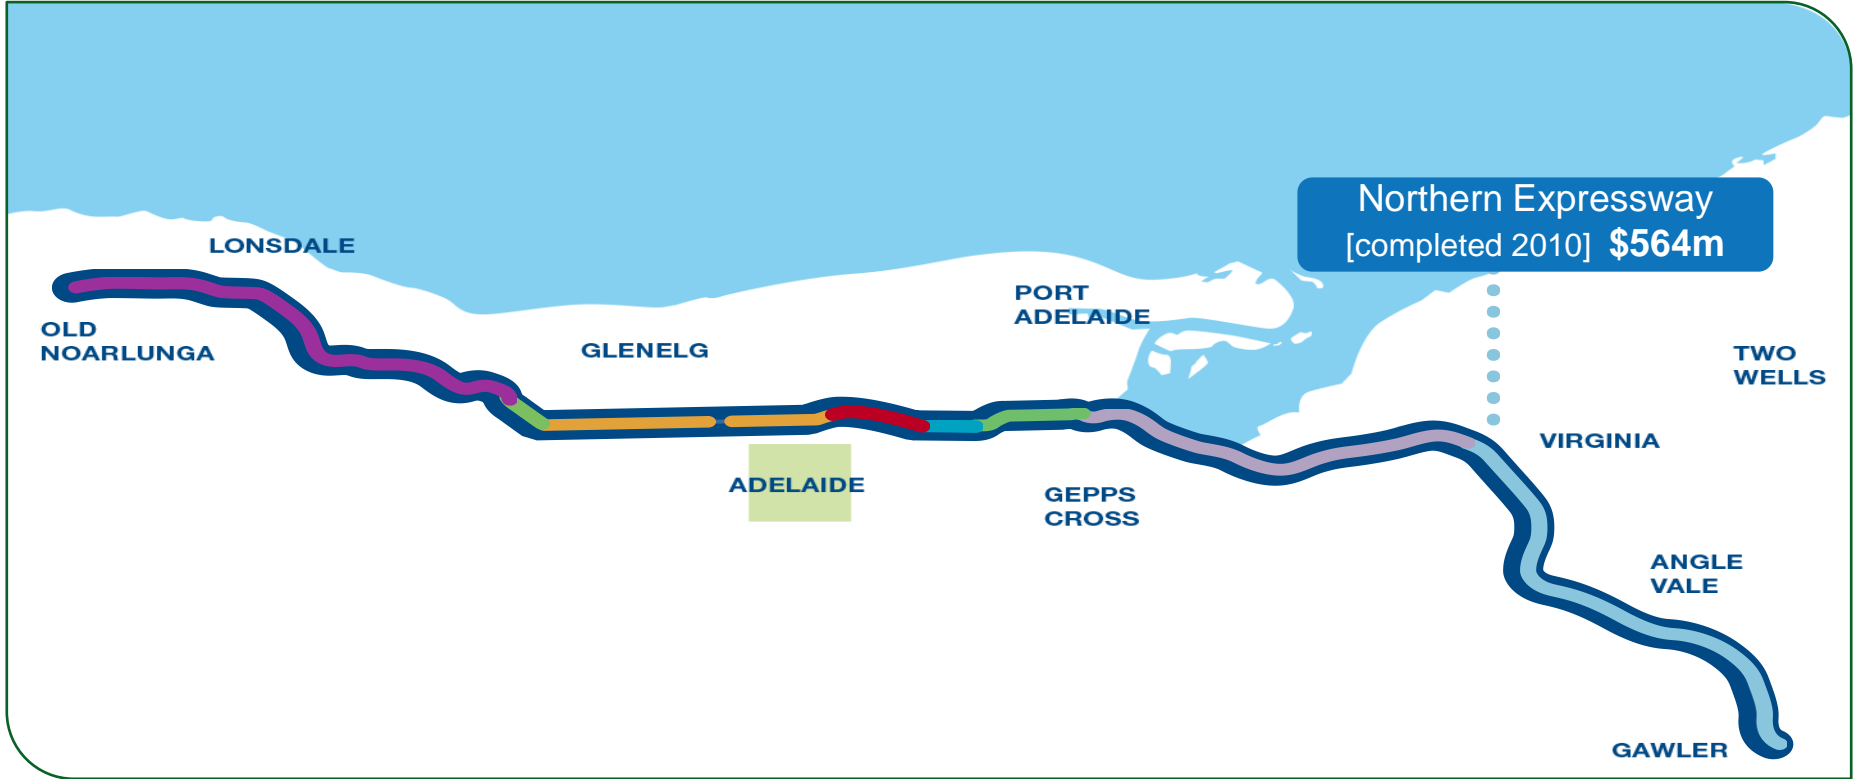 Northern Expressway
[completed 2010] $564m
LONSDALE
OLD
NOARLUNGA
GLENELG
PORT
ADELAIDE
TWO
WELLS
VIRGINIA
ADELAIDE
GEPPS
CROSS
ANGLE
VALE
GAWLER